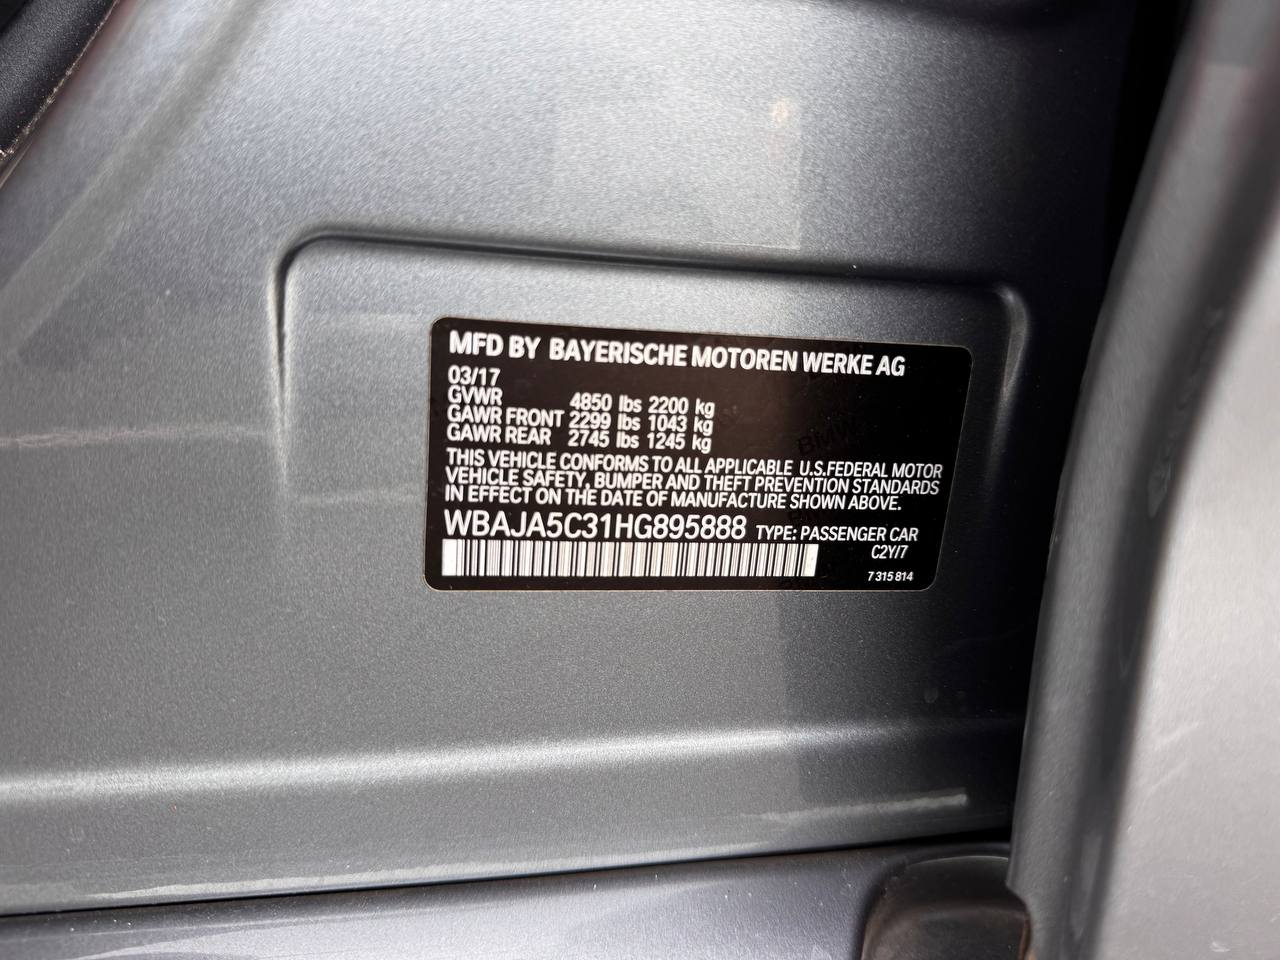 MFD BY BAYERISCHE MOTOREN WERKE AG
03/17
GVWR 4850 lbs 2200 kg
GAWR FRONT 2299 lbs 1043 kg
GAWR REAR 2745 lbs 1245 kg
THIS VEHICLE CONFORMS TO ALL APPLICABLE U.S.FEDERAL MOTOR
VEHICLE SAFETY, BUMPER AND THEFT PREVENTION STANDARDS
IN EFFECT ON THE DATE OF MANUFACTURE SHOWN ABOVE.
WBAJA5C31HG895888 TYPE: PASSENGER CAR
C2Y/7
7 315 814
BMW